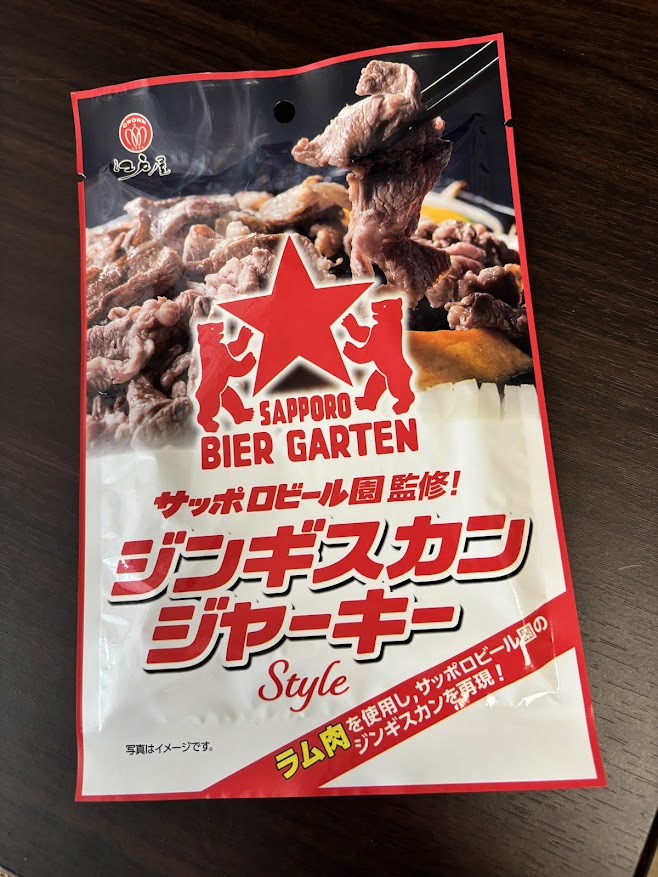 CROWN
江戸屋
SAPPORO
BIER GARTEN
サッポロビール園 監修!
ジンギスカン
ジャーキー
Style
ラム肉を使用し、サッポロビール園の
ジンギスカンを再現!
写真はイメージです。